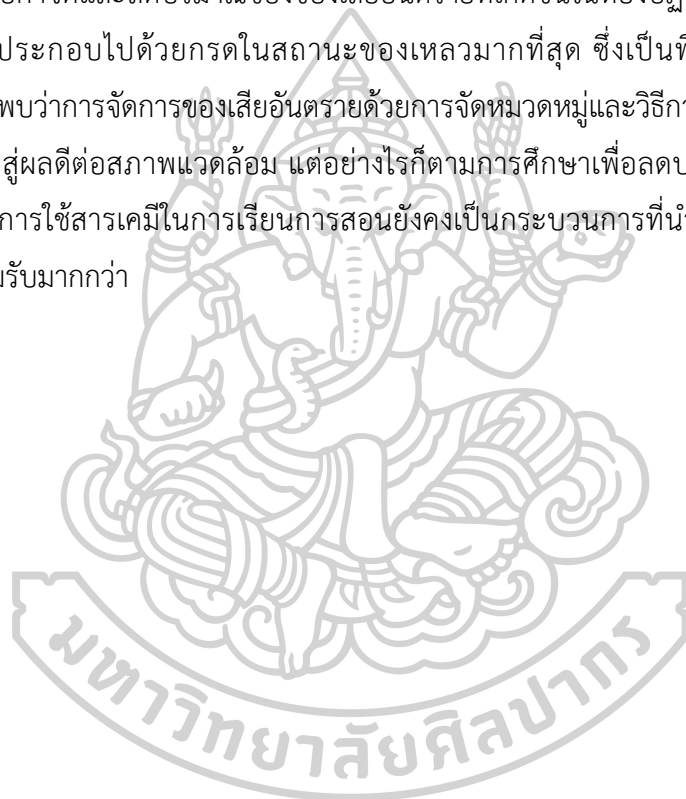 ประกอบไปด้วยกรดในสถานะของเหลวมากที่สุด ซึ่งเป็นพิ
พบว่าการจัดการของเสียอันตรายด้วยการจัดหมวดหมู่และวิธีกา
สู่ผลดีต่อสภาพแวดล้อม แต่อย่างไรก็ตามการศึกษาเพื่อลดป
การใช้สารเคมีในการเรียนการสอนยังคงเป็นกระบวนการที่นำ
มรับมากกว่า
มหาวิทยาลัยศิลปากร